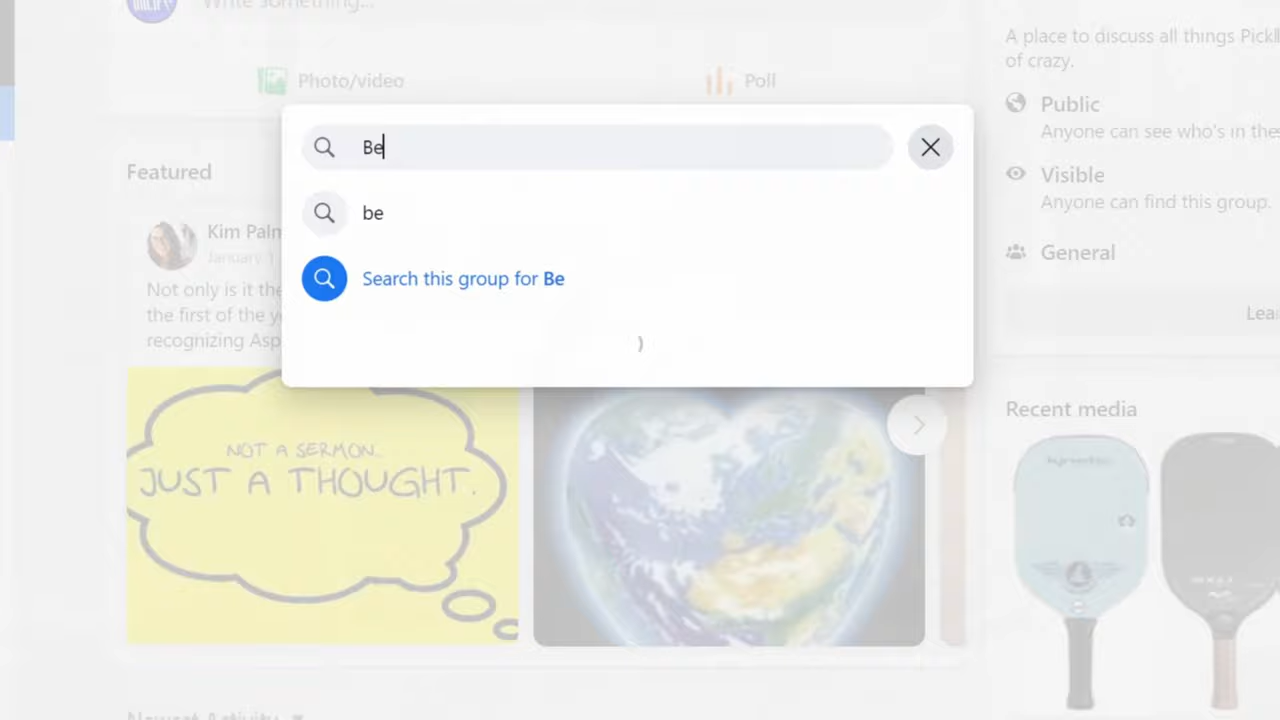 Write something...
Photo/video
Poll
Be
be
Search this group for Be
Featured
Kim Paln
January 1
Not only is it the
the first of the y
recognizing Asp
NOT A SERMON.
JUST A THOUGHT.
A place to discuss all things Pickl
of crazy.
Public
Anyone can see who's in thes
Visible
Anyone can find this group.
General
Lear
Recent media
Newest Activity